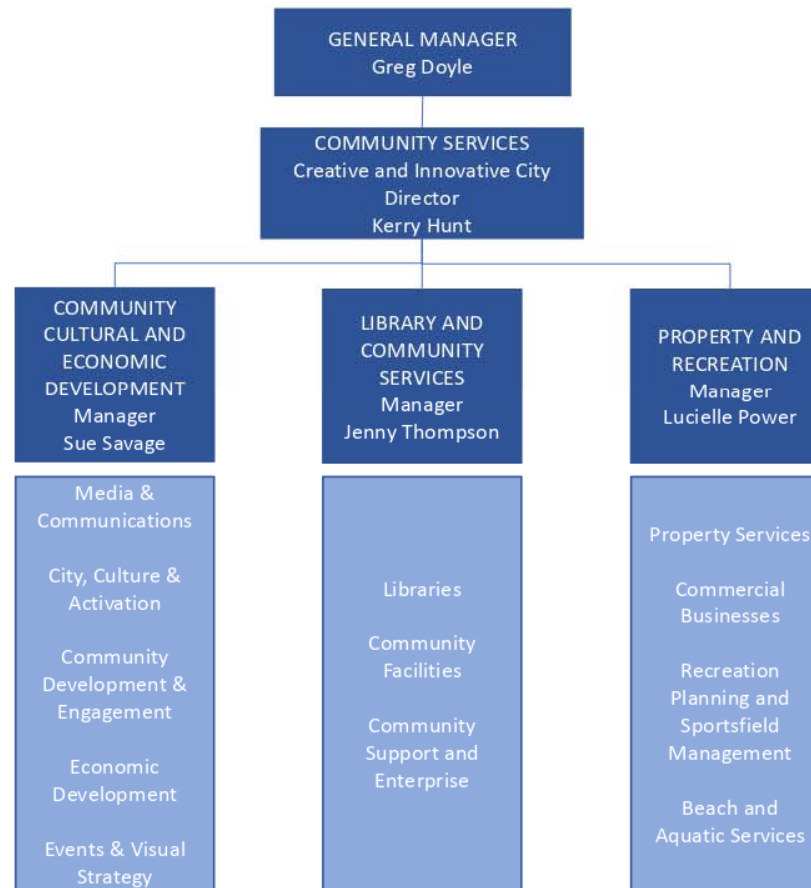 GENERAL MANAGER
Greg Doyle
COMMUNITY SERVICES
Creative and Innovative City
Director
Kerry Hunt
COMMUNITY
CULTURAL AND
ECONOMIC
DEVELOPMENT
Manager
Sue Savage
Media &
Communications
City, Culture &
Activation
Community
Development &
Engagement
Economic
Development
Events & Visual
Strategy
LIBRARY AND
COMMUNITY
SERVICES
Manager
Jenny Thompson
Libraries
Community
Facilities
Community
Support and
Enterprise
PROPERTY AND
RECREATION
Manager
Lucielle Power
Property Services
Commercial
Businesses
Recreation
Planning and
Sportsfield
Management
Beach and
Aquatic Services